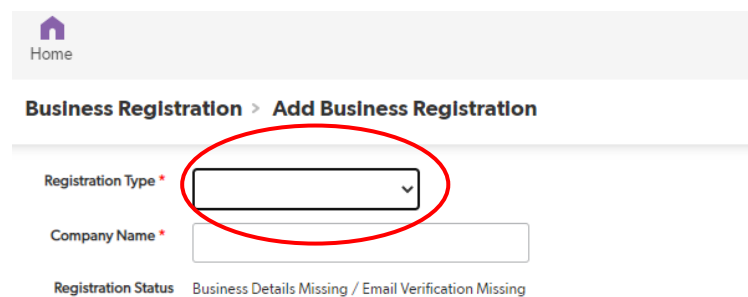 Home
Business Registration > Add Business Registration
Registration Type *
Company Name *
Registration Status Business Details Missing / Email Verification Missing